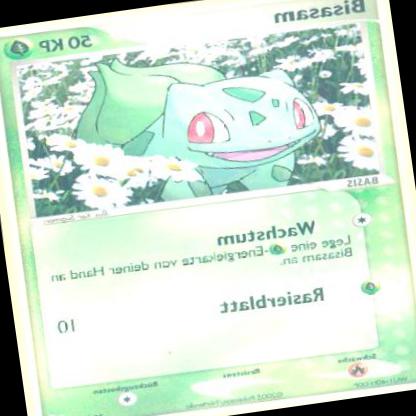 Bisasam
50 KP
BASIS
Wachstum
Lege eine -Energiekarte von deiner Hand an
Bisasam an.
Rasierblatt
10
Schwäche
Resistenz
Rückzugskosten